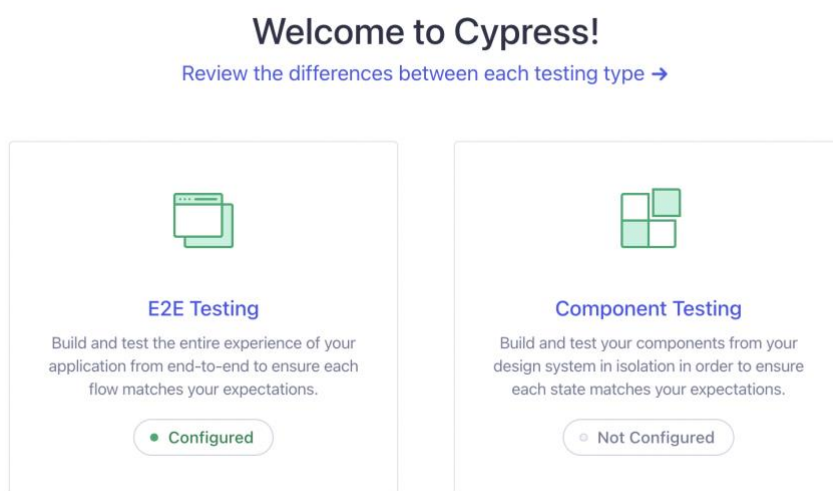 Welcome to Cypress!
Review the differences between each testing type →
E2E Testing
Build and test the entire experience of your
application from end-to-end to ensure each
flow matches your expectations.
Configured
Component Testing
Build and test your components from your
design system in isolation in order to ensure
each state matches your expectations.
Not Configured